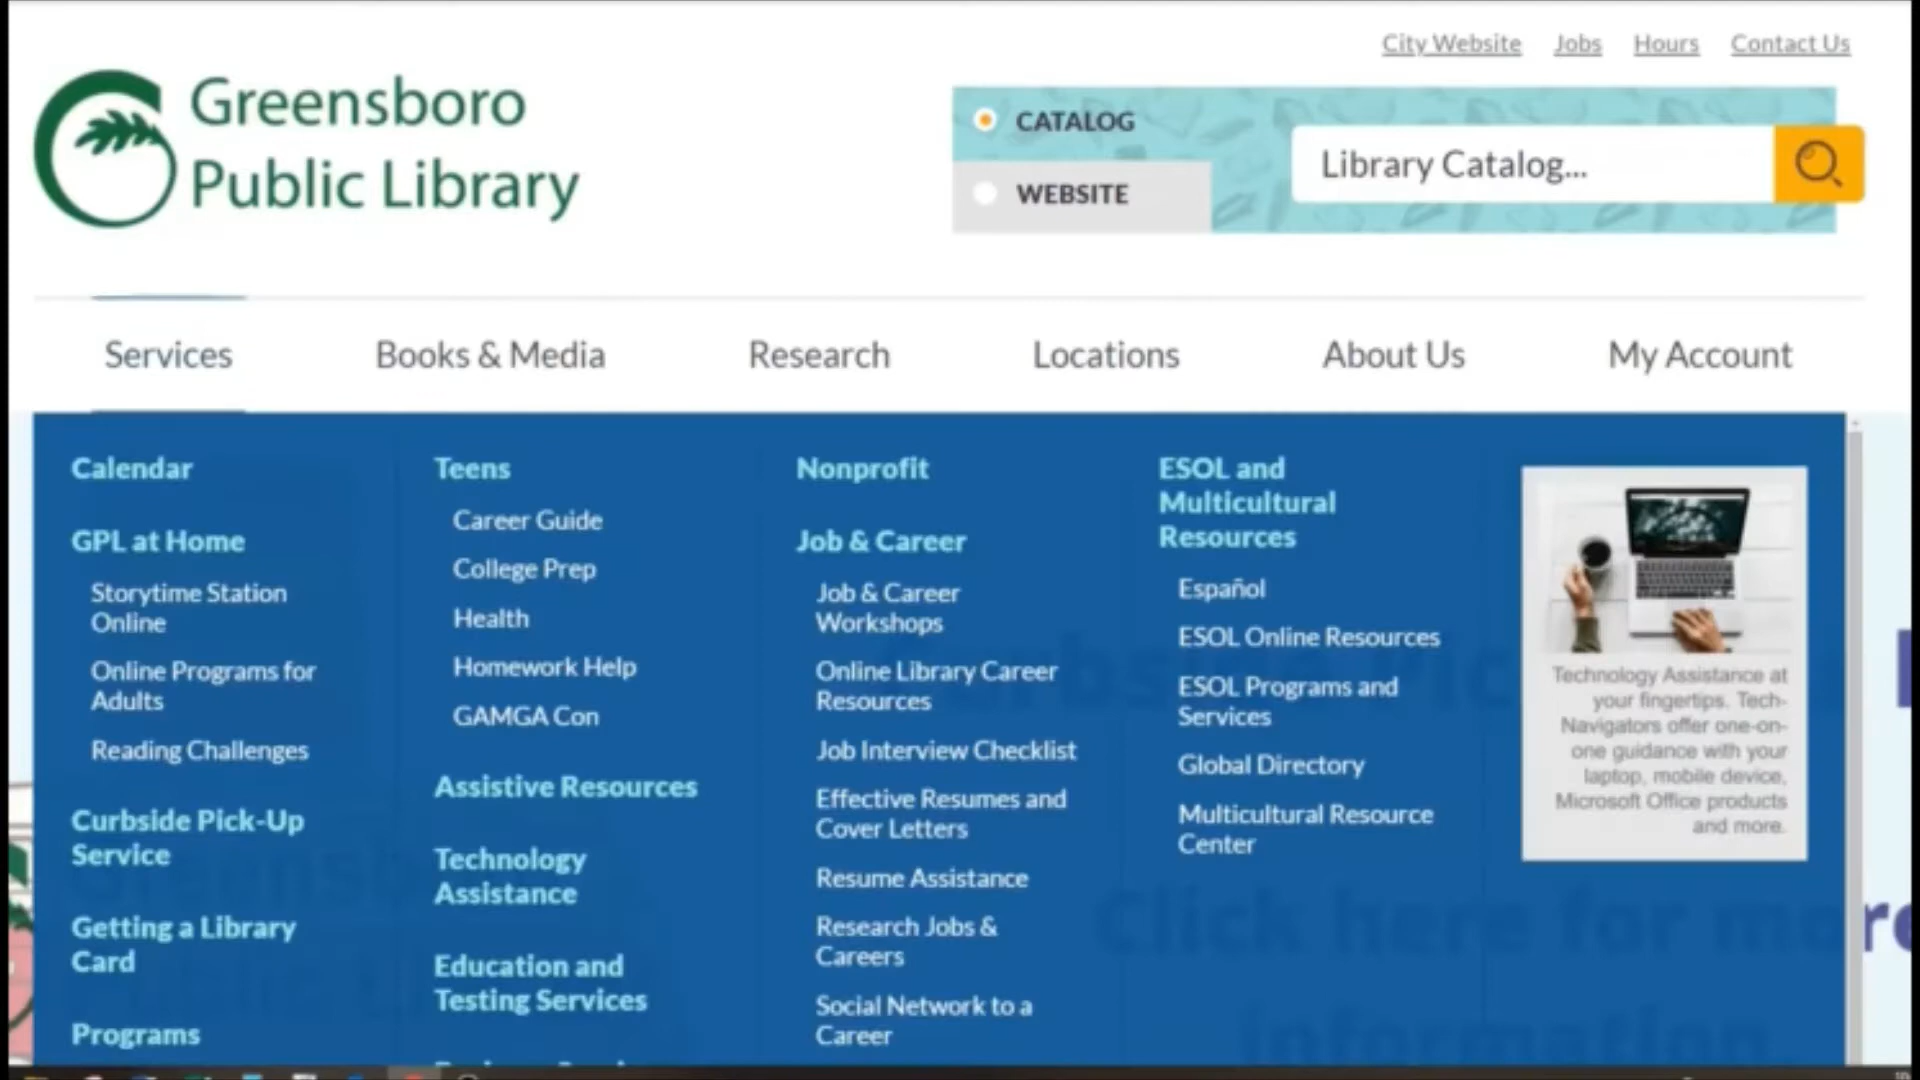 City Website Jobs Hours Contact Us
Greensboro
Public Library
CATALOG
WEBSITE
Library Catalog...
Services Books & Media Research Locations About Us My Account
Calendar
GPL at Home
Storytime Station
Online
Online Programs for
Adults
Reading Challenges
Curbside Pick-Up
Service
Getting a Library
Card
Programs
Teens
Career Guide
College Prep
Health
Homework Help
GAMGA Con
Assistive Resources
Technology
Assistance
Education and
Testing Services
Nonprofit
Job & Career
Job & Career
Workshops
Online Library Career
Resources
Job Interview Checklist
Effective Resumes and
Cover Letters
Resume Assistance
Research Jobs &
Careers
Social Network to a
Career
ESOL and
Multicultural
Resources
Español
ESOL Online Resources
ESOL Programs and
Services
Global Directory
Multicultural Resource
Center
Technology Assistance at
your fingertips. Tech-
Navigators offer one-on-
one guidance with your
laptop, mobile device,
Microsoft Office products
and more.
Click here for more
information.